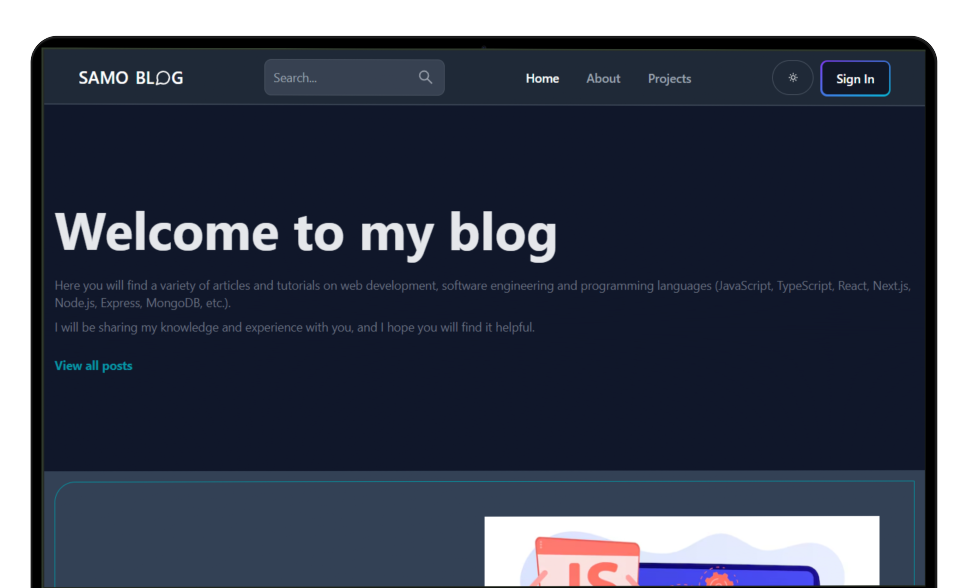 SAMO BLOG
Search...
Home
About
Projects
Sign In
Welcome to my blog
Here you will find a variety of articles and tutorials on web development, software engineering and programming languages (JavaScript, TypeScript, React, Next.js,
Node.js, Express, MongoDB, etc.).
I will be sharing my knowledge and experience with you, and I hope you will find it helpful.
View all posts
JS